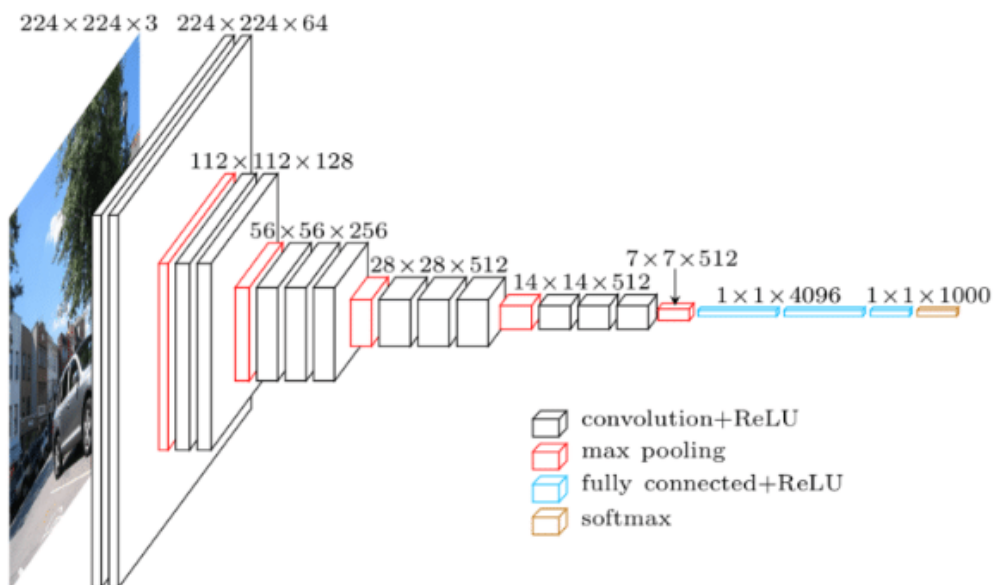 224×224×3
224×224×64
112×112×128
56×56×256
28×28×512
14×14×512
7×7×512
1×1×4096
1×1×1000
convolution+ReLU
max pooling
fully connected+ReLU
softmax